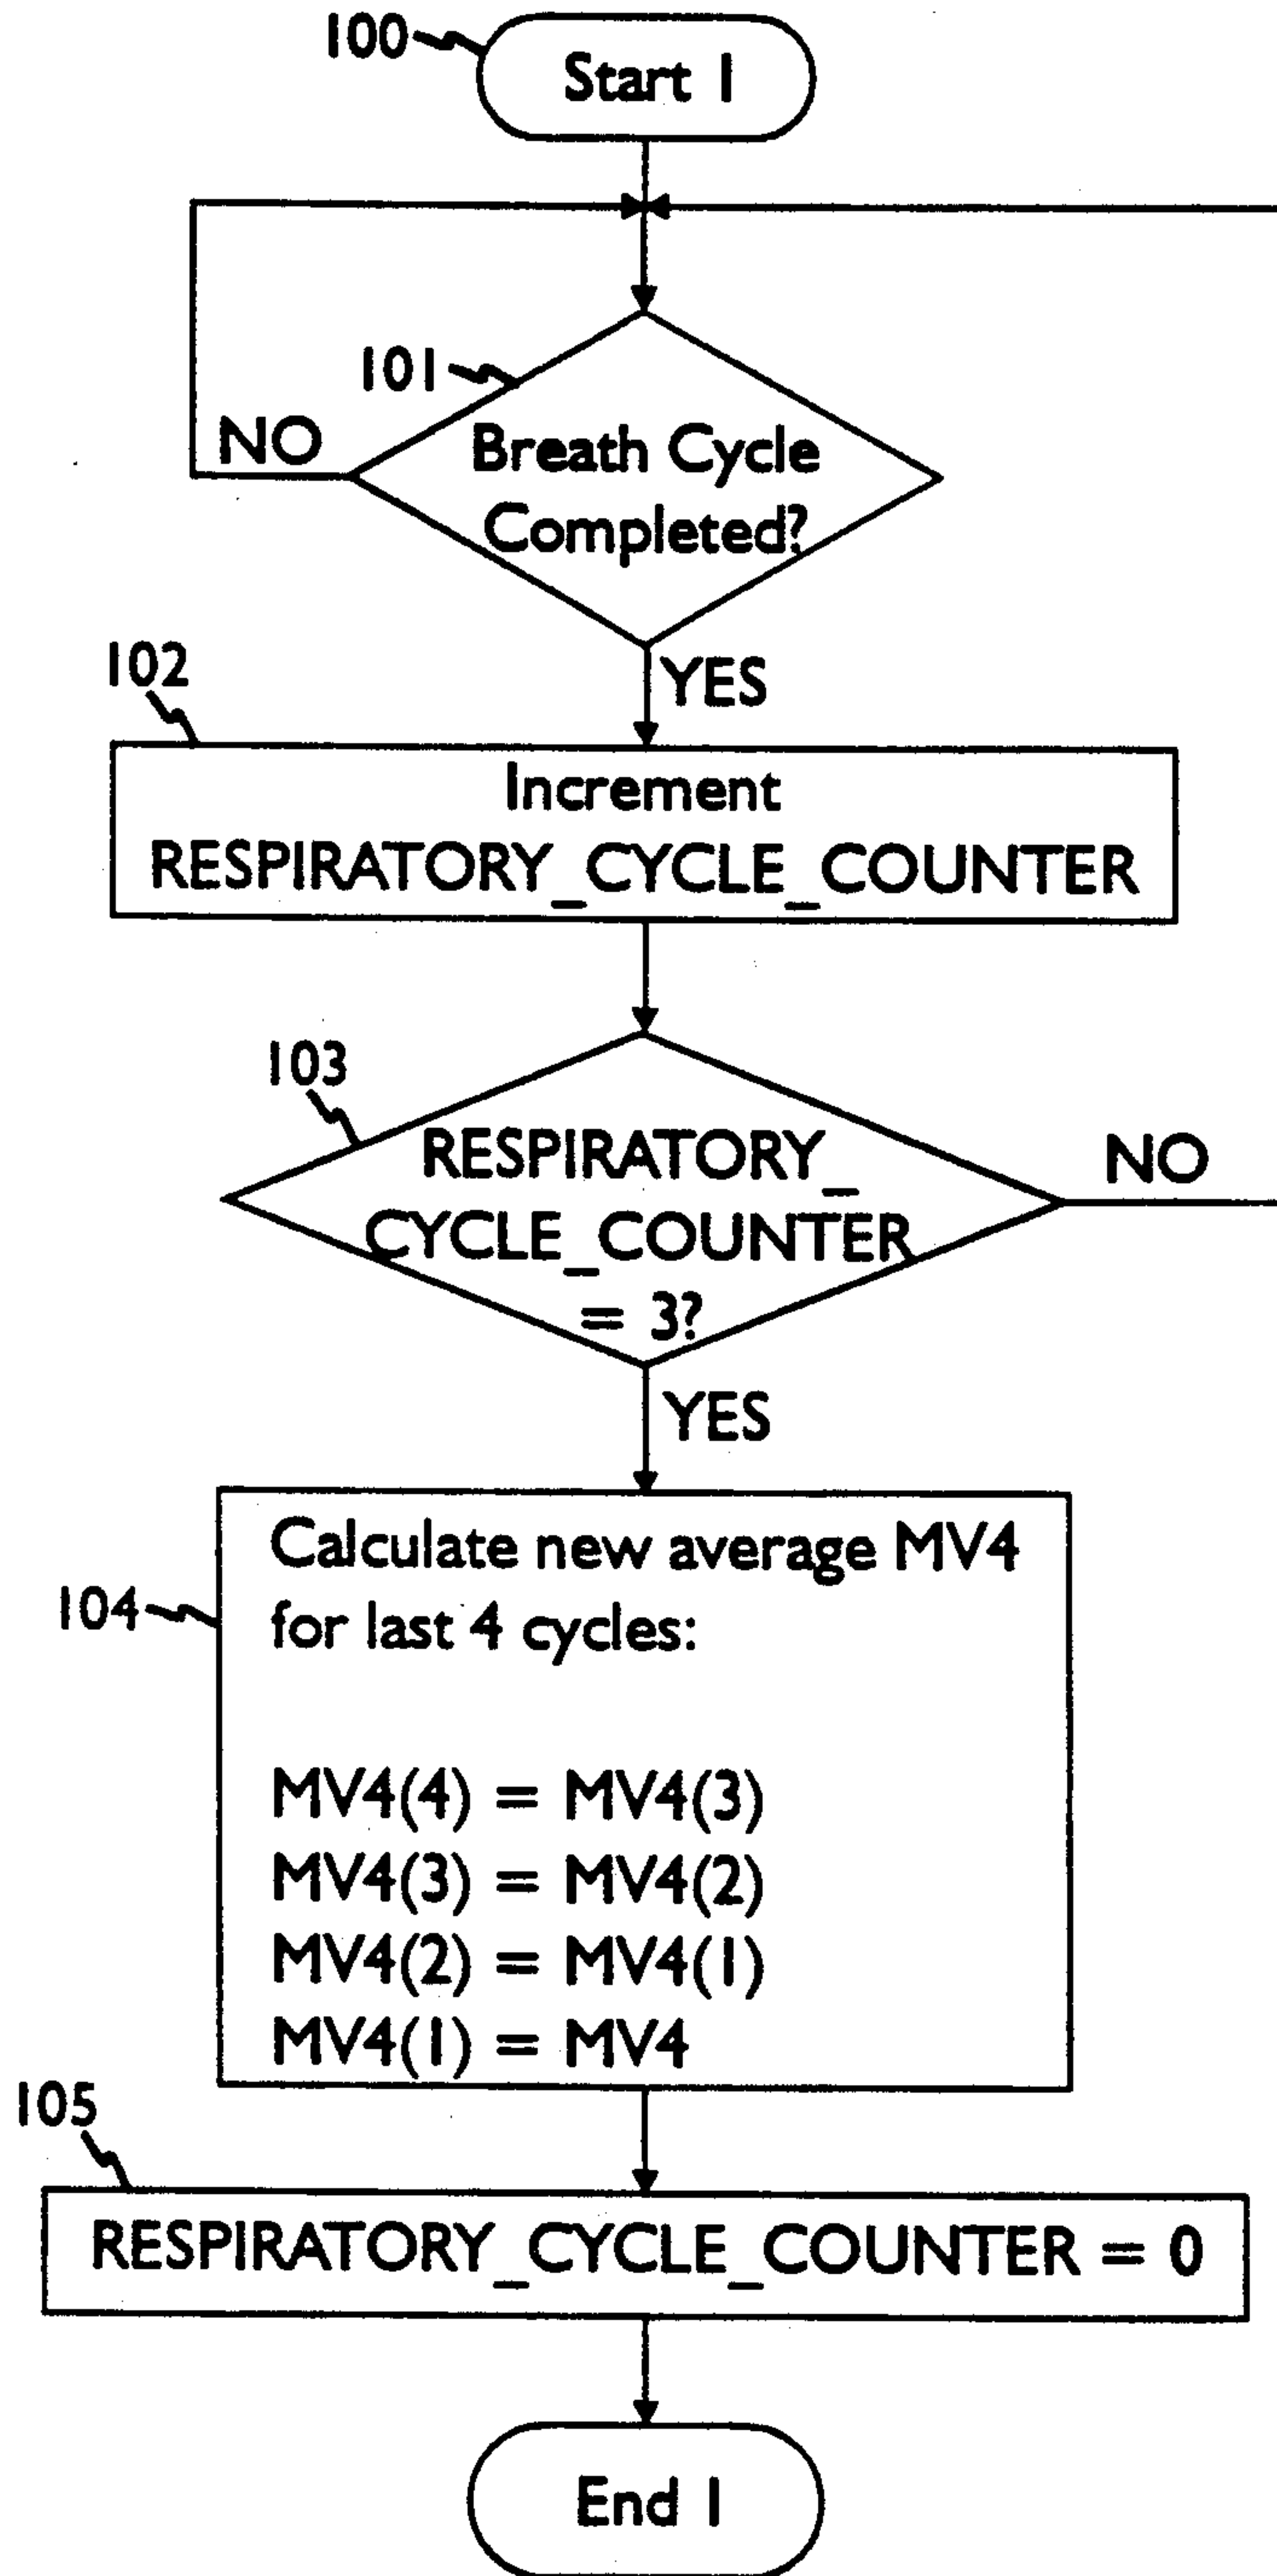 100
Start 1
101
NO
Breath Cycle
Completed?
YES
102
Increment
RESPIRATORY_CYCLE_COUNTER
103
RESPIRATORY_
CYCLE_COUNTER
= 3?
NO
YES
104
Calculate new average MV4
for last 4 cycles:
MV4(4) = MV4(3)
MV4(3) = MV4(2)
MV4(2) = MV4(1)
MV4(1) = MV4
105
RESPIRATORY_CYCLE_COUNTER = 0
End 1